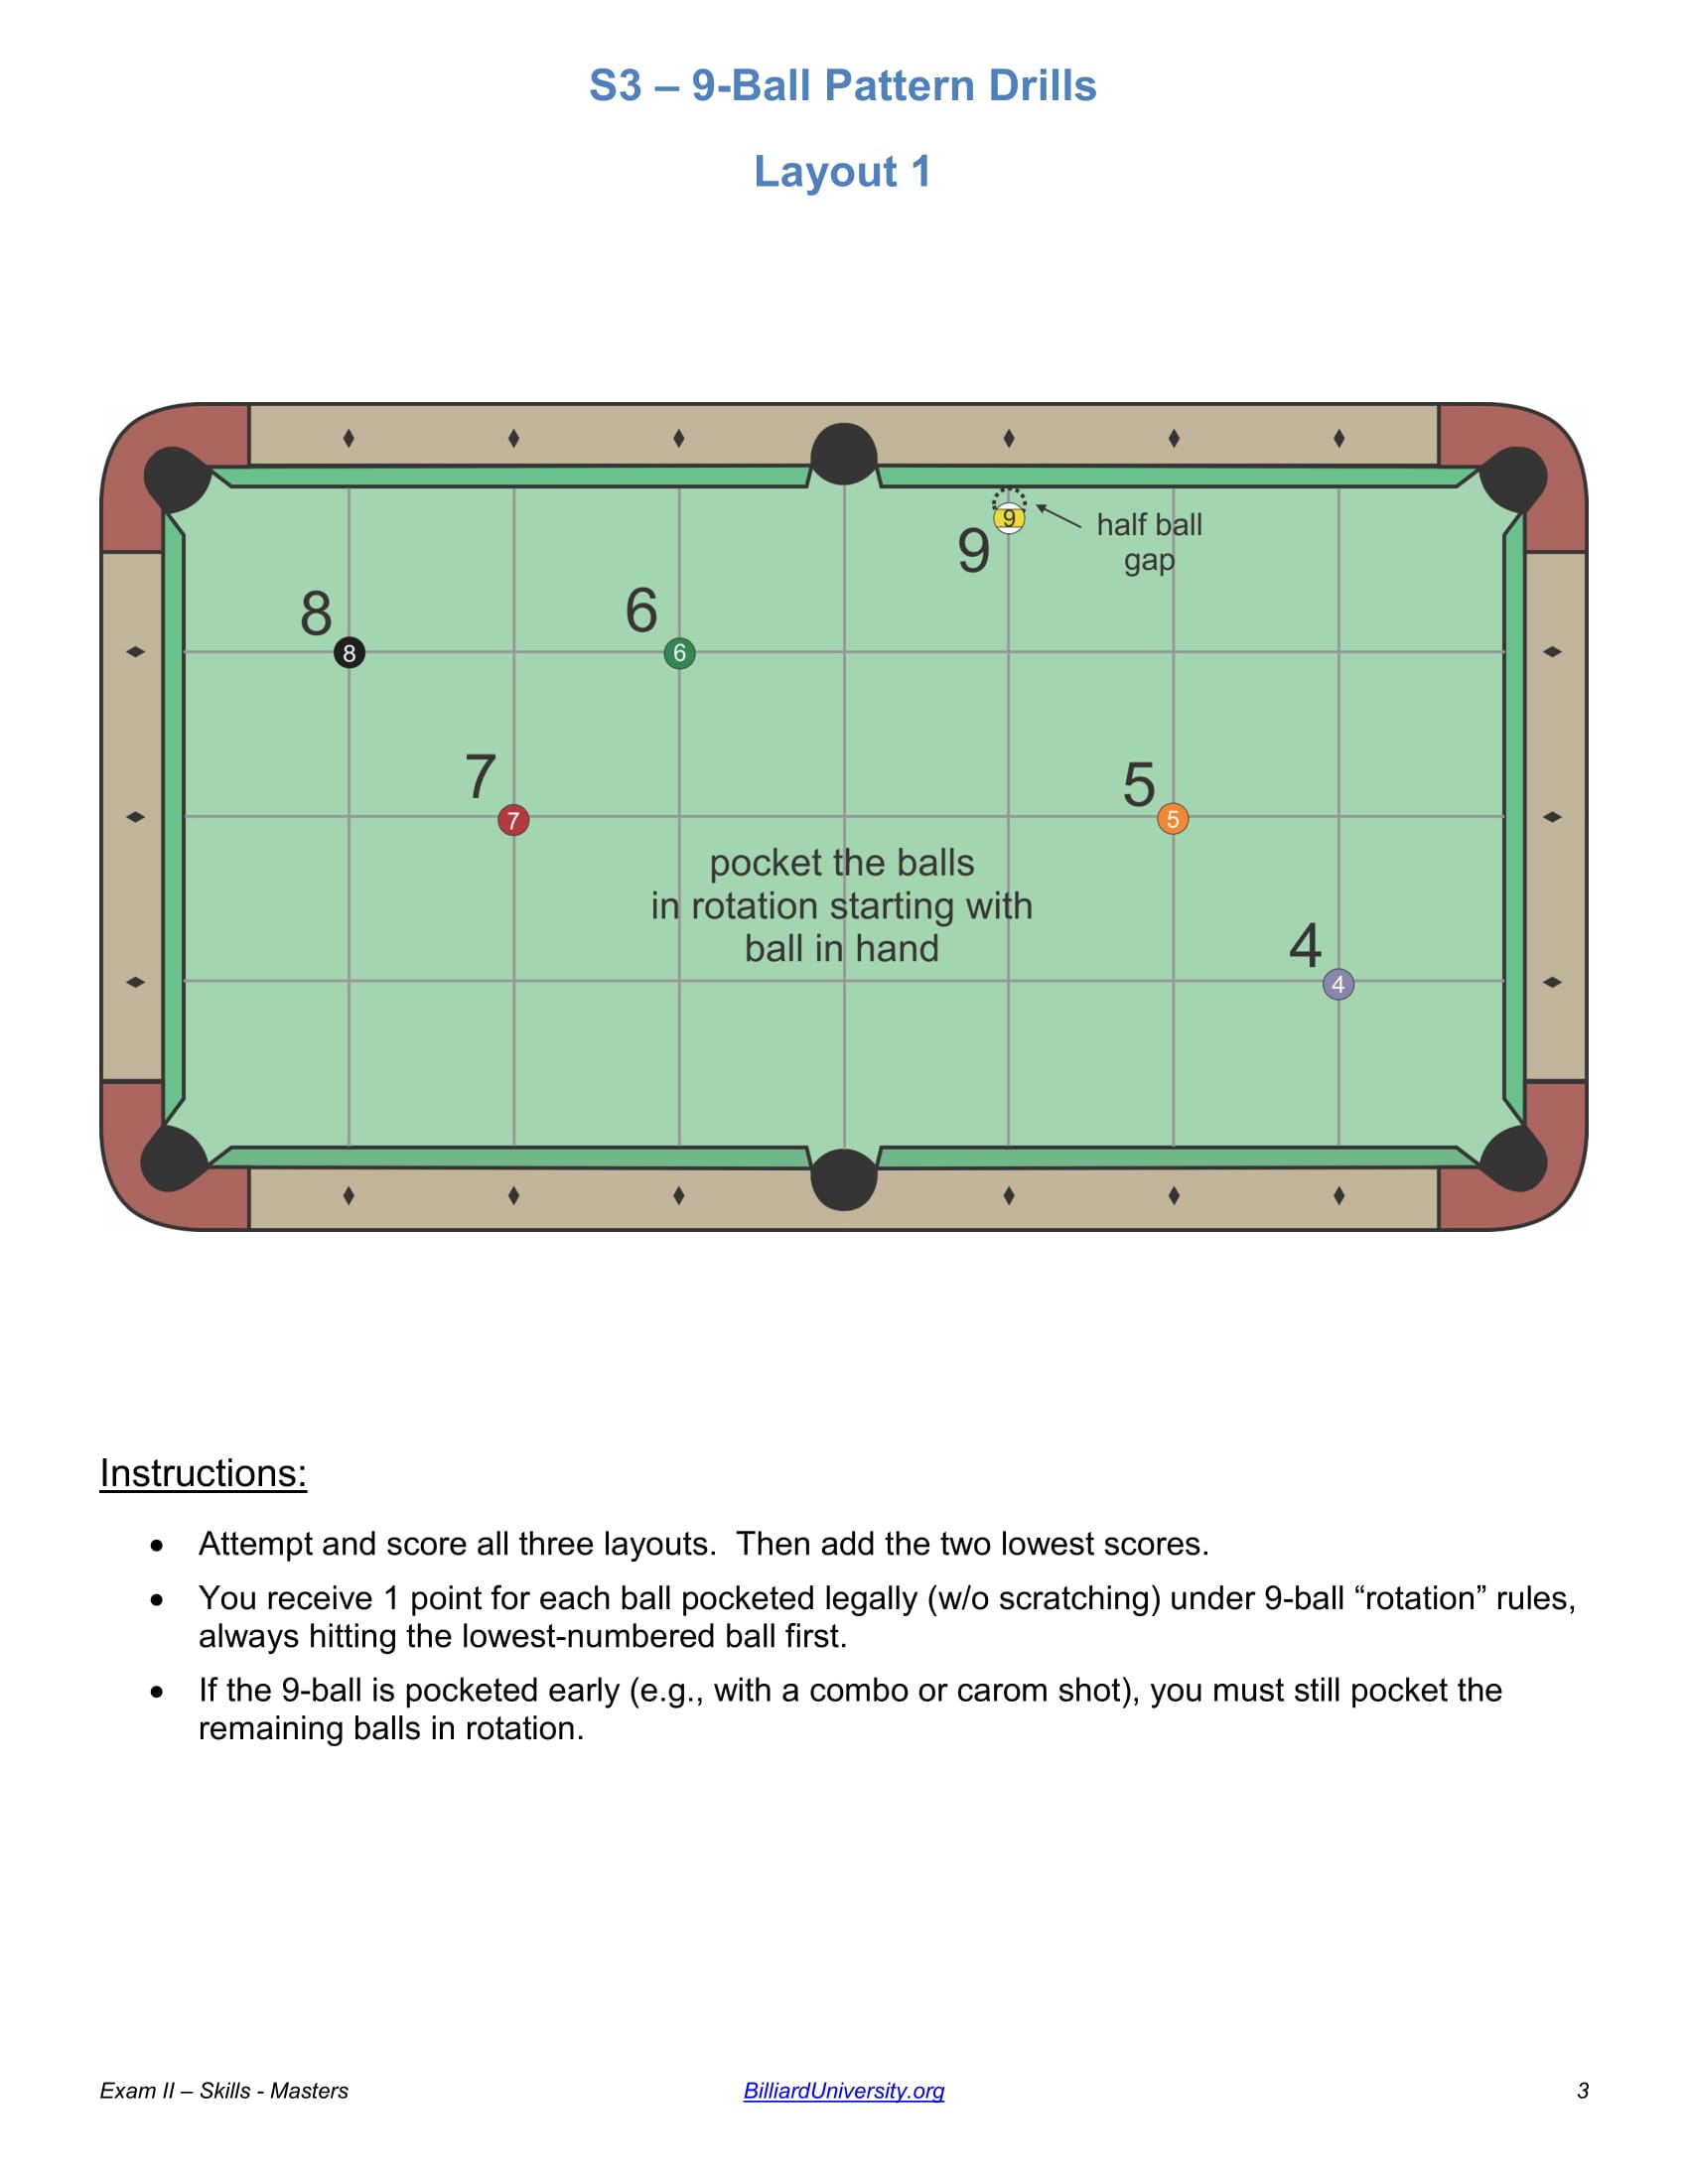 S3 – 9-Ball Pattern Drills
Layout 1
9
half ball
gap
9
8
6
8
6
7
5
7
5
pocket the balls
in rotation starting with
ball in hand
4
4
Instructions:
• Attempt and score all three layouts.  Then add the two lowest scores.
• You receive 1 point for each ball pocketed legally (w/o scratching) under 9-ball “rotation” rules,
always hitting the lowest-numbered ball first.
• If the 9-ball is pocketed early (e.g., with a combo or carom shot), you must still pocket the
remaining balls in rotation.
Exam II – Skills - Masters BilliardUniversity.org 3